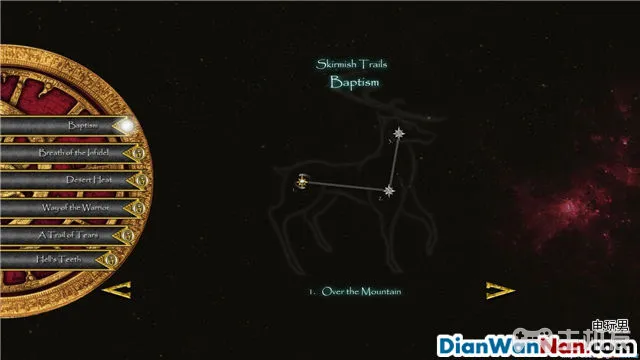 Skirmish Trails
Baptism
Baptism
Breath of the Infidel
Desert Heat
Way of the Warrior
A Trail of Tears
Hell's Teeth
1. Over the Mountain
电玩男
DianWanNan.com